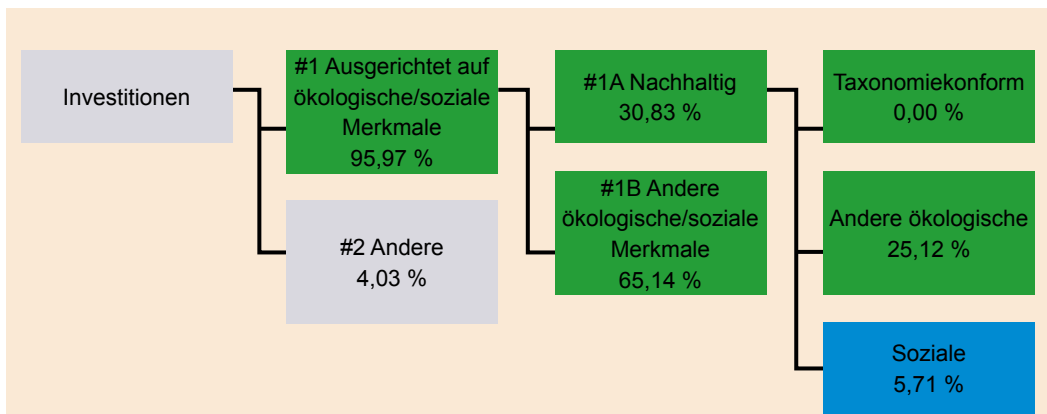 Investitionen
#1 Ausgerichtet auf
ökologische/soziale
Merkmale
95,97 %
#2 Andere
4,03 %
#1A Nachhaltig
30,83 %
#1B Andere
ökologische/soziale
Merkmale
65,14 %
Taxonomiekonform
0,00 %
Andere ökologische
25,12 %
Soziale
5,71 %